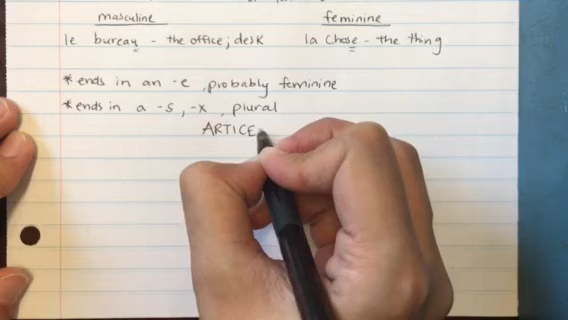 masculine feminine
le bureau - the office; desk la chose - the thing
*ends in an -e, probably feminine
*ends in a -s, -x, plural
ARTICE